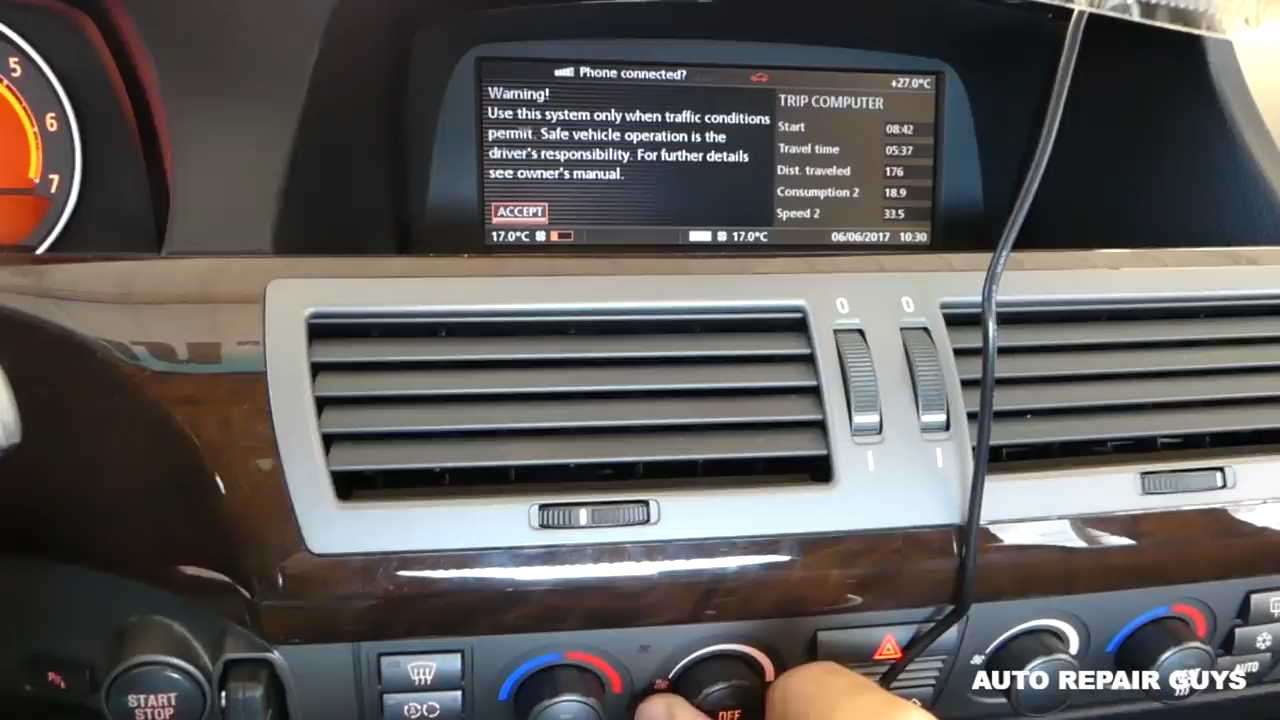 5
6
7
Phone connected?
+27.0°C
Warning!
Use this system only when traffic conditions
permit. Safe vehicle operation is the
driver's responsibility. For further details
see owner's manual.
ACCEPT
TRIP COMPUTER
Start 08:42
Travel time 05:37
Dist. traveled 176
Consumption 2 18.9
Speed 2 33.5
17.0°C 17.0°C 06/06/2017 10:30
0 0
START
STOP
OFF
AUTO
AUTO REPAIR GUYS